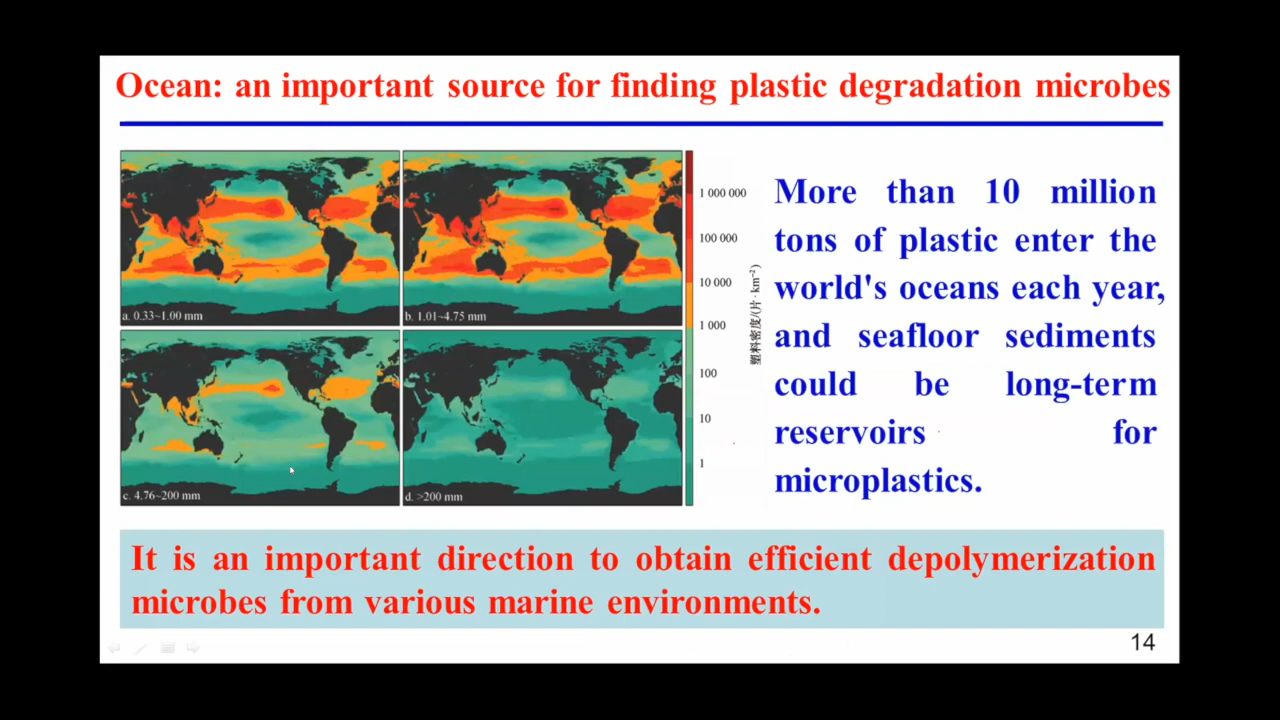 Ocean: an important source for finding plastic degradation microbes
a. 0.33~1.00 mm
b. 1.01~4.75 mm
c. 4.76~200 mm
d. >200 mm
1 000 000
100 000
10 000
1 000
100
10
1
塑料密度/(片·km⁻²)
More than 10 million
tons of plastic enter the
world's oceans each year,
and seafloor sediments
could be long-term
reservoirs for
microplastics.
It is an important direction to obtain efficient depolymerization
microbes from various marine environments.
14